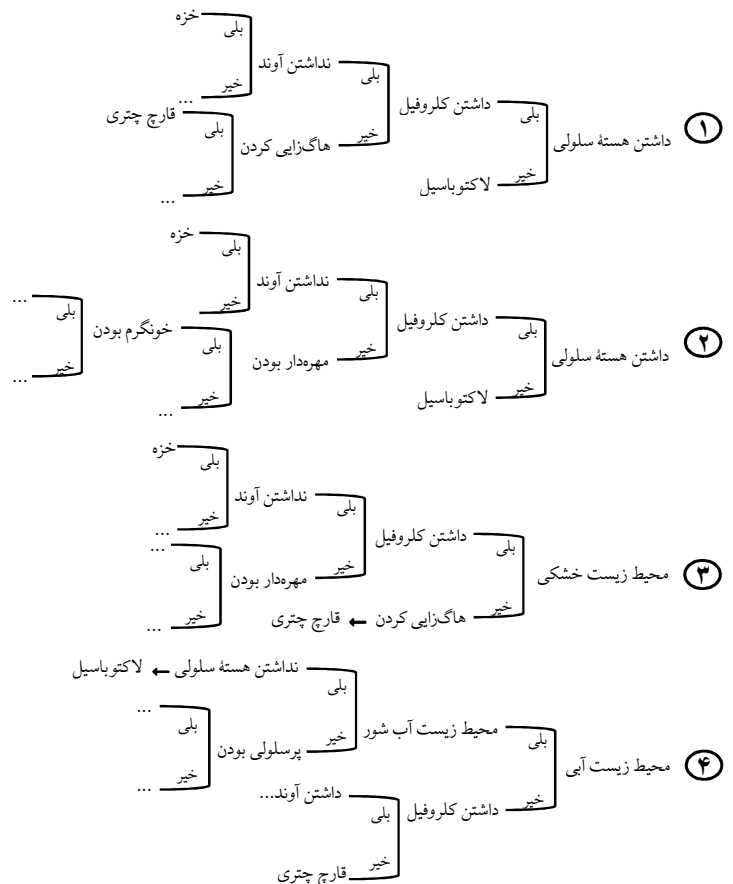 ۱
داشتن هستهٔ سلولی
بلی
داشتن کلروفیل
بلی
نداشتن آوند
بلی
خزه
خیر
...
خیر
هاگ‌زایی کردن
بلی
قارچ چتری
خیر
...
خیر
لاکتوباسیل
۲
داشتن هستهٔ سلولی
بلی
داشتن کلروفیل
بلی
نداشتن آوند
بلی
خزه
خیر
خیر
مهره‌دار بودن
بلی
خونگرم بودن
بلی
...
خیر
...
خیر
...
خیر
لاکتوباسیل
۳
محیط زیست خشکی
بلی
داشتن کلروفیل
بلی
نداشتن آوند
بلی
خزه
خیر
...
خیر
مهره‌دار بودن
بلی
...
خیر
...
خیر
هاگ‌زایی کردن ← قارچ چتری
۴
محیط زیست آبی
بلی
محیط زیست آب شور
بلی
نداشتن هستهٔ سلولی ← لاکتوباسیل
خیر
پرسلولی بودن
بلی
...
خیر
...
خیر
داشتن کلروفیل
بلی
داشتن آوند...
خیر
قارچ چتری